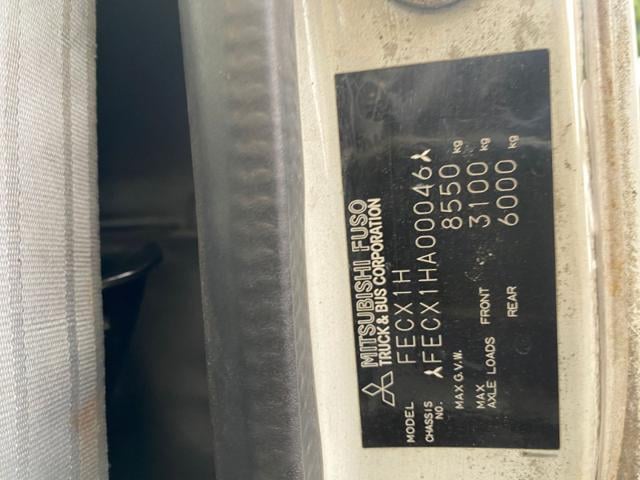 MITSUBISHI FUSO
TRUCK & BUS CORPORATION
MODEL FECX1H
CHASSIS NO. ⅄FECX1HA00046⅄
MAX G.V.W. 8550 kg
MAX AXLE LOADS FRONT 3100 kg
REAR 6000 kg